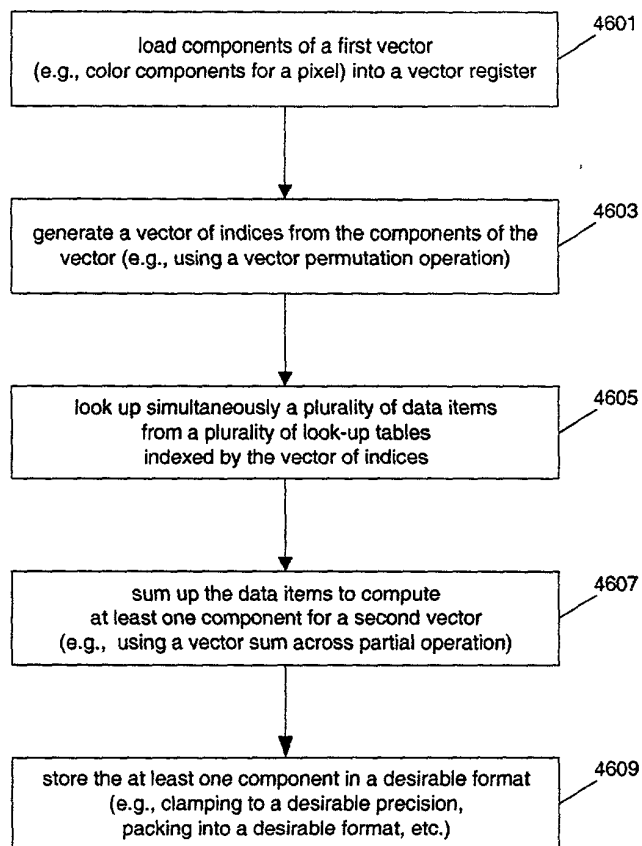 load components of a first vector
(e.g., color components for a pixel) into a vector register
4601
generate a vector of indices from the components of the
vector (e.g., using a vector permutation operation)
4603
look up simultaneously a plurality of data items
from a plurality of look-up tables
indexed by the vector of indices
4605
sum up the data items to compute
at least one component for a second vector
(e.g., using a vector sum across partial operation)
4607
store the at least one component in a desirable format
(e.g., clamping to a desirable precision,
packing into a desirable format, etc.)
4609